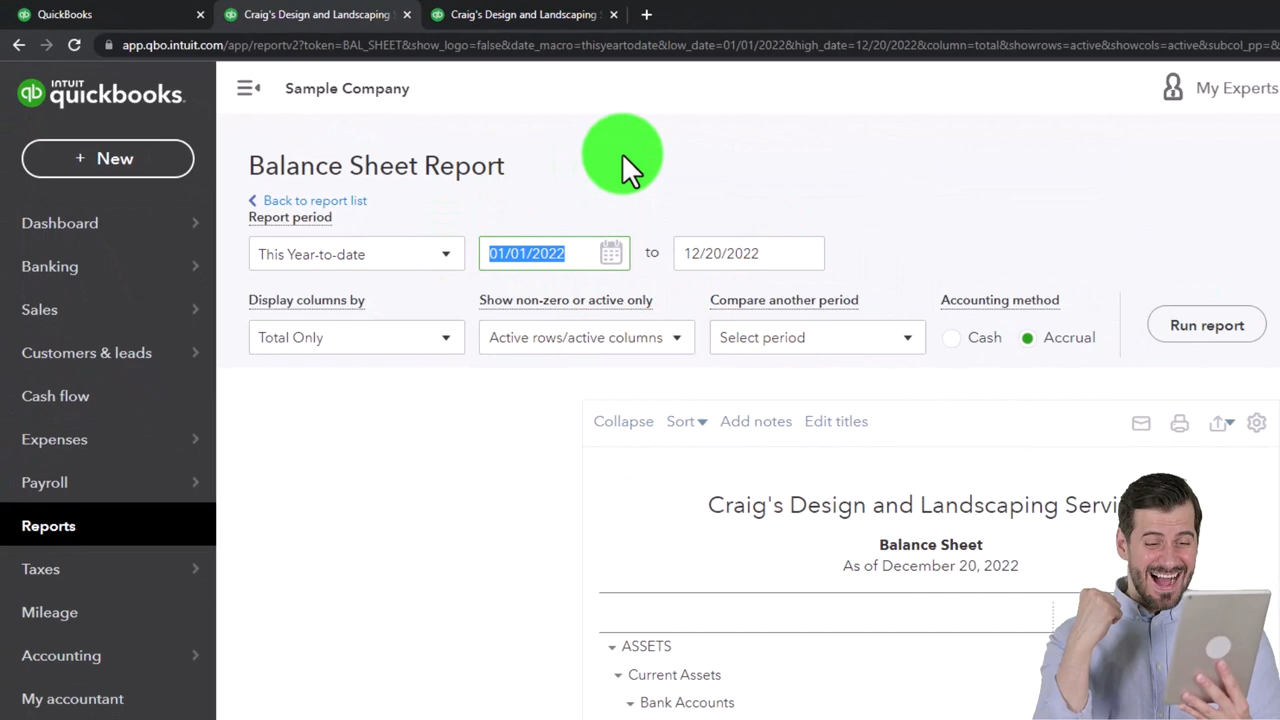 QuickBooks
Craig's Design and Landscaping
Craig's Design and Landscaping
app.qbo.intuit.com/app/reportv2?token=BAL_SHEET&show_logo=false&date_macro=thisyeartodate&low_date=01/01/2022&high_date=12/20/2022&column=total&showrows=active&showcols=active&subcol_pp=&
INTUIT
quickbooks.
Sample Company
My Experts
+ New
Balance Sheet Report
Back to report list
Report period
This Year-to-date
01/01/2022
to
12/20/2022
Display columns by
Show non-zero or active only
Compare another period
Accounting method
Total Only
Active rows/active columns
Select period
Cash
Accrual
Run report
Dashboard
Banking
Sales
Customers & leads
Cash flow
Expenses
Payroll
Reports
Taxes
Mileage
Accounting
My accountant
Collapse
Sort
Add notes
Edit titles
Craig's Design and Landscaping Servi
Balance Sheet
As of December 20, 2022
ASSETS
Current Assets
Bank Accounts